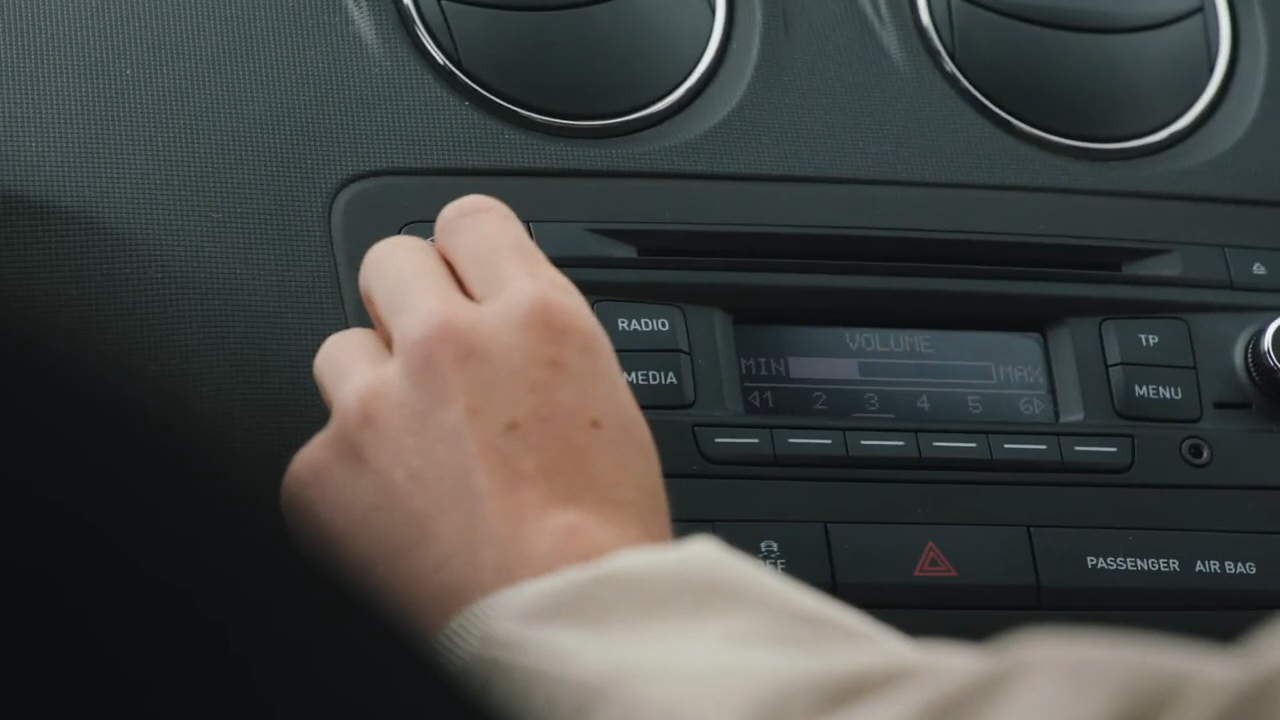 RADIO
MEDIA
VOLUME
MIN MAX
1 2 3 4 5 6
TP
MENU
PASSENGER AIR BAG